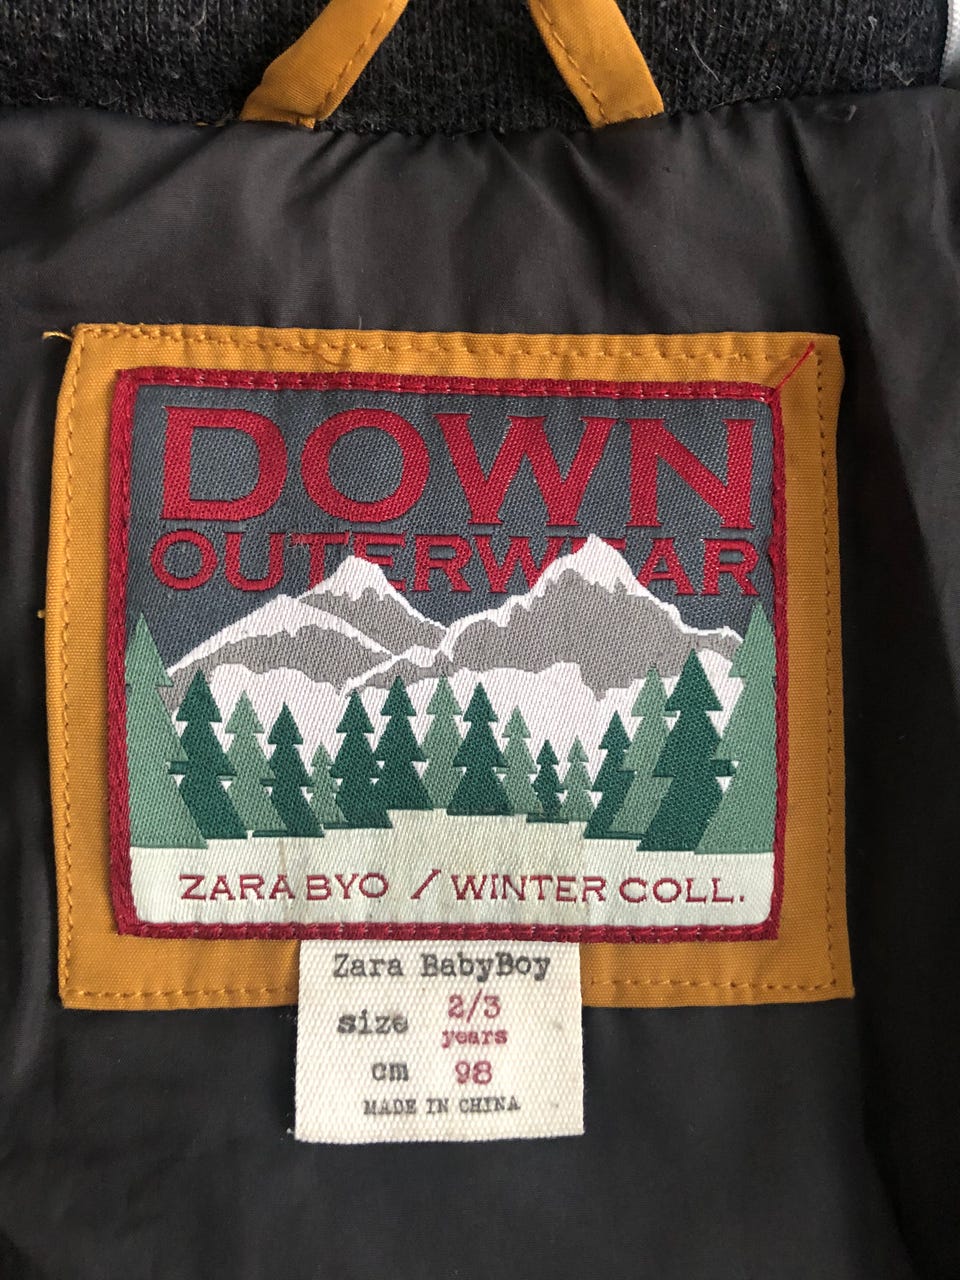 DOWN
OUTERWEAR
ZARA BYO / WINTER COLL.
Zara BabyBoy
size 2/3
years
cm 98
MADE IN CHINA